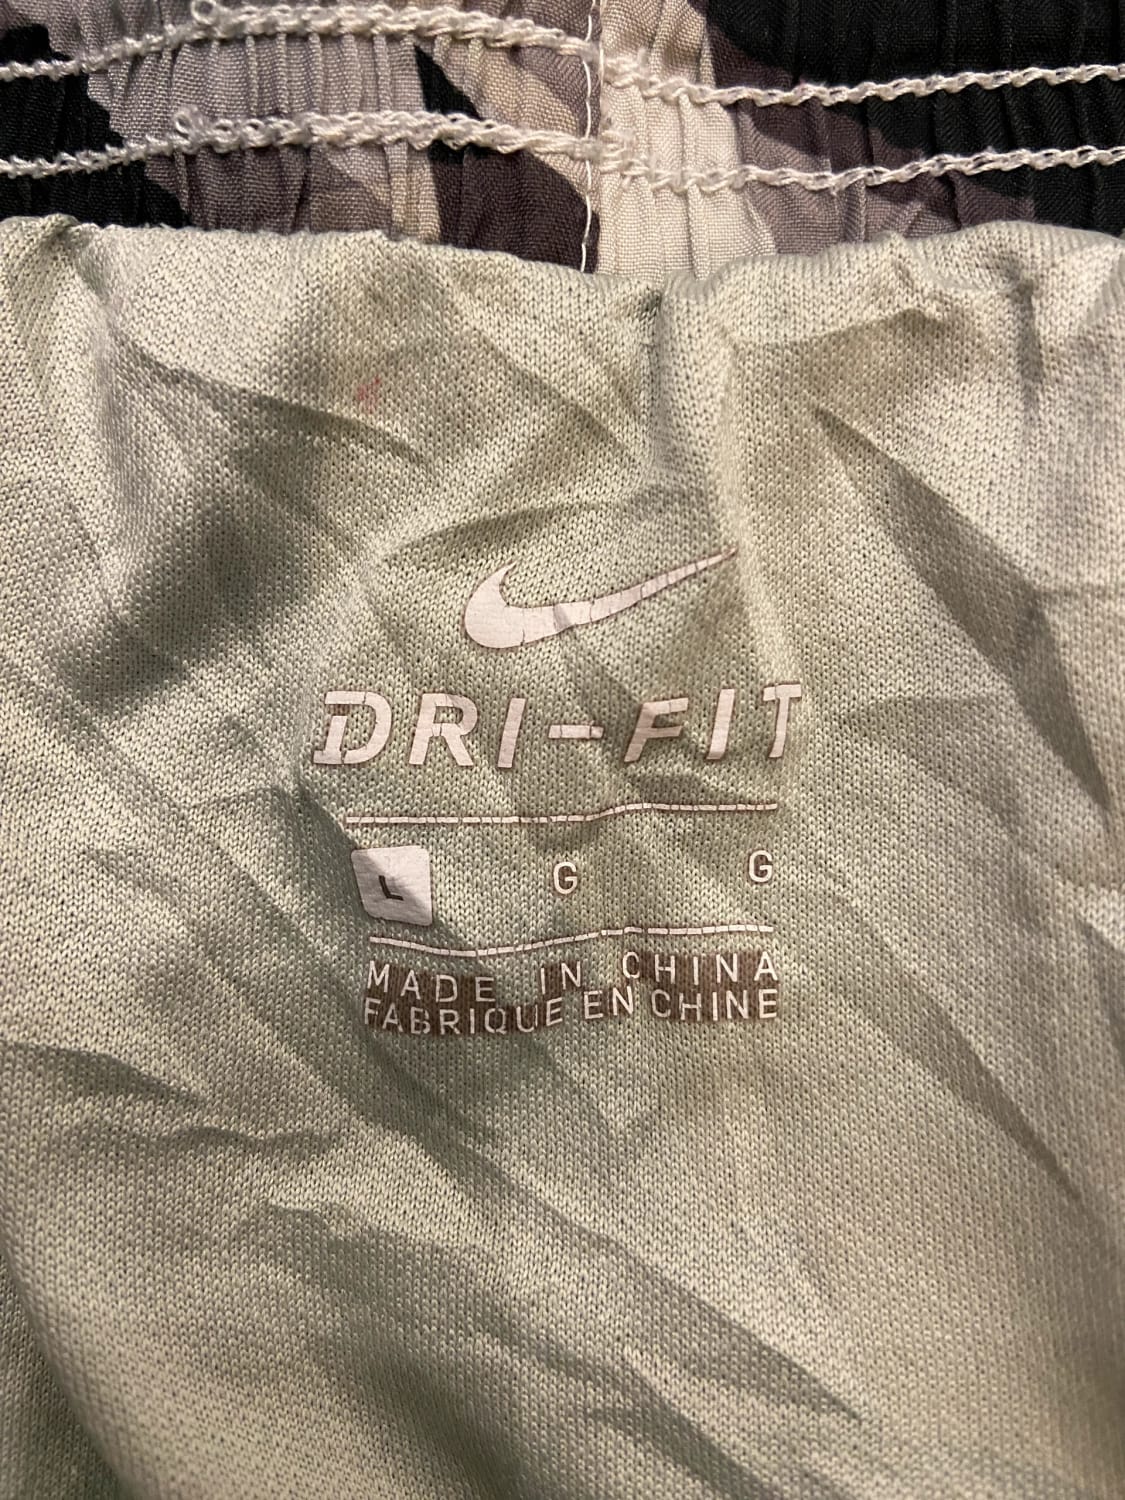 DRI-FIT
L G G
MADE IN CHINA
FABRIQUE EN CHINE